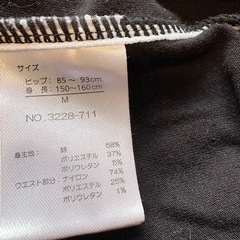 サイズ
ヒップ：85～93cm
身長：150～160cm
M
NO.3228-711
身生地： 綿 58%
ポリエステル 37%
ポリウレタン 5%
ウエスト部分：ナイロン 74%
ポリエステル 25%
ポリウレタン 1%